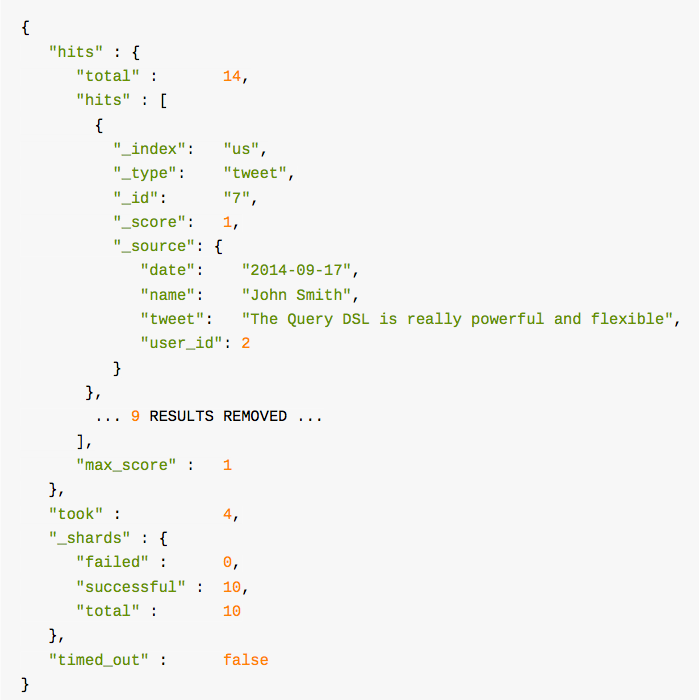 {
   "hits" : {
      "total" :       14,
      "hits" : [
        {
          "_index":   "us",
          "_type":    "tweet",
          "_id":      "7",
          "_score":   1,
          "_source": {
             "date":    "2014-09-17",
             "name":    "John Smith",
             "tweet":   "The Query DSL is really powerful and flexible",
             "user_id": 2
          }
       },
        ... 9 RESULTS REMOVED ...
      ],
      "max_score" :   1
   },
   "took" :           4,
   "_shards" : {
      "failed" :      0,
      "successful" :  10,
      "total" :       10
   },
   "timed_out" :      false
}